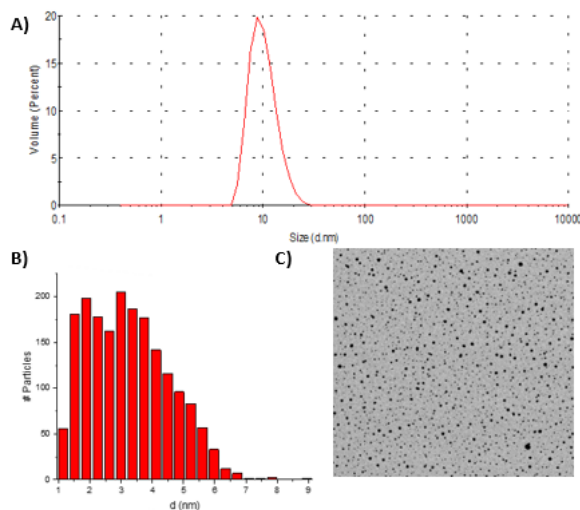 A)
20
15
10
5
0
Volume (Percent)
0.1 1 10 100 1000 10000
Size (d.nm)
B)
200
150
100
50
0
# Particles
1 2 3 4 5 6 7 8 9
d (nm)
C)